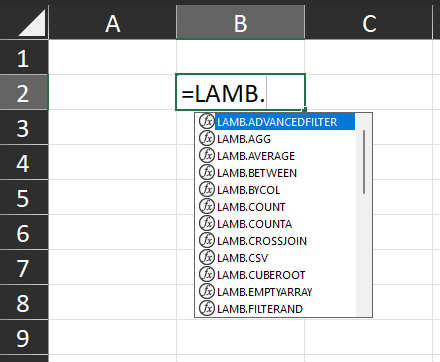 A B C
1
2 =LAMB.
3 LAMB.ADVANCEDFILTER
LAMB.AGG
4 LAMB.AVERAGE
LAMB.BETWEEN
5 LAMB.BYCOL
LAMB.COUNT
6 LAMB.COUNTA
LAMB.CROSSJOIN
7 LAMB.CSV
LAMB.CUBEROOT
8 LAMB.EMPTYARRAY
LAMB.FILTERAND
9